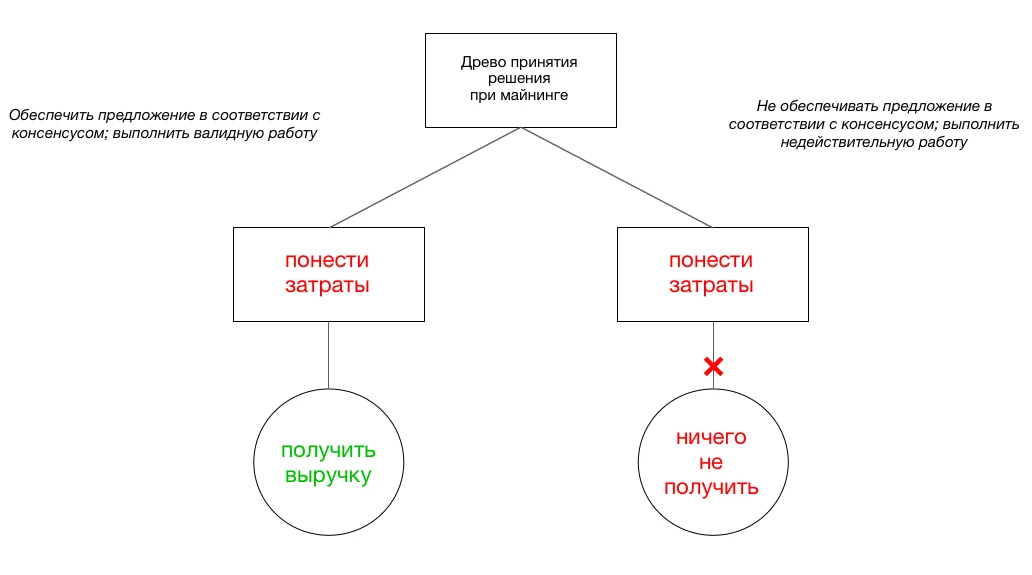 Древо принятия
решения
при майнинге
Обеспечить предложение в соответствии с
консенсусом; выполнить валидную работу
Не обеспечивать предложение в
соответствии с консенсусом; выполнить
недействительную работу
понести
затраты
понести
затраты
получить
выручку
ничего
не
получить